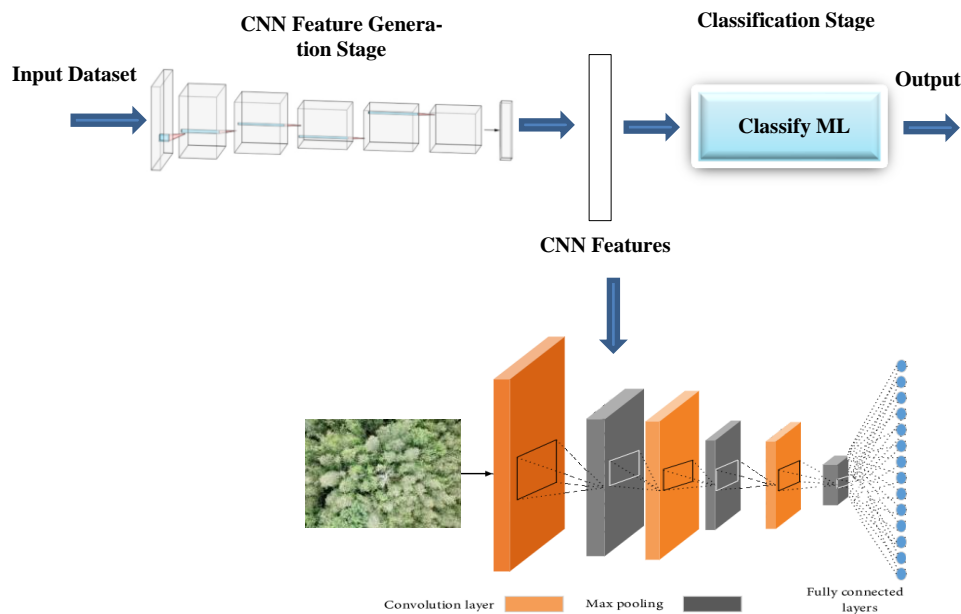 CNN Feature Genera-
tion Stage
Classification Stage
Input Dataset
Output
Classify ML
CNN Features
Convolution layer
Max pooling
Fully connected
layers